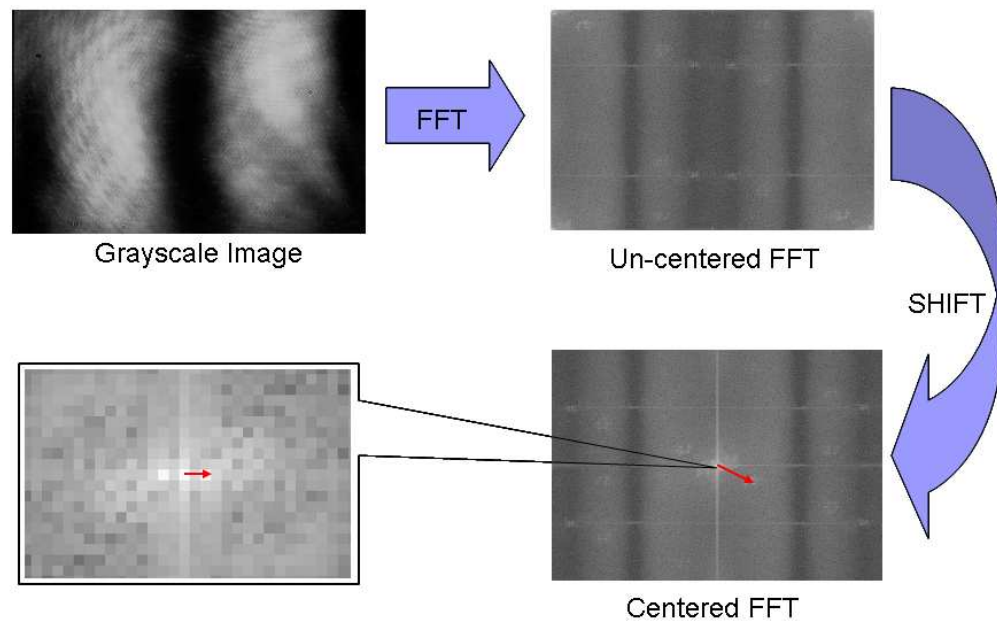 FFT
Grayscale Image
Un-centered FFT
SHIFT
Centered FFT